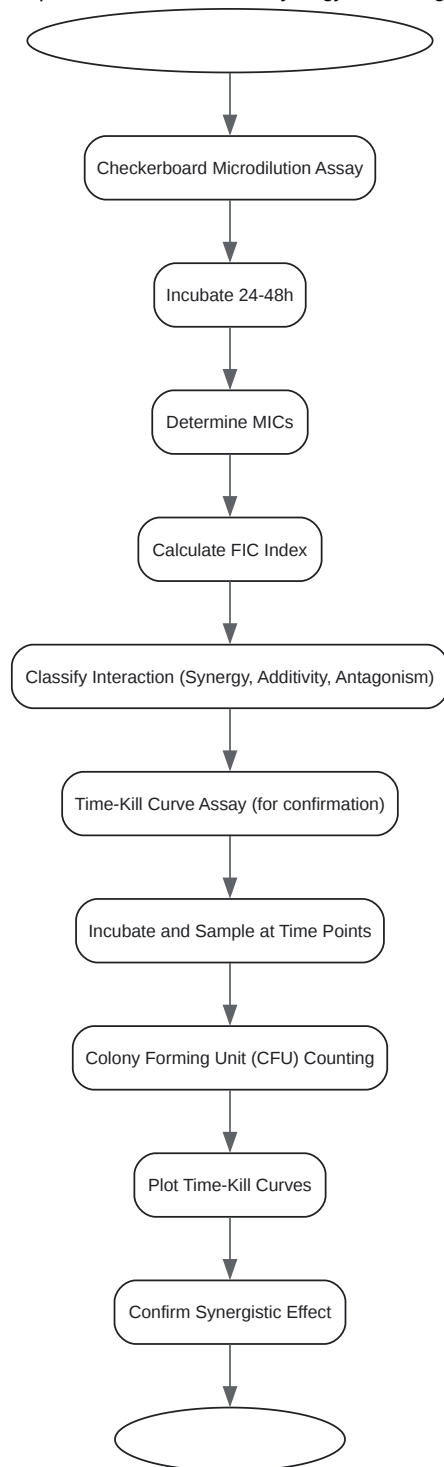 Checkerboard Microdilution Assay
Incubate 24-48h
Determine MICs
Calculate FIC Index
Classify Interaction (Synergy, Additivity, Antagonism)
Time-Kill Curve Assay (for confirmation)
Incubate and Sample at Time Points
Colony Forming Unit (CFU) Counting
Plot Time-Kill Curves
Confirm Synergistic Effect